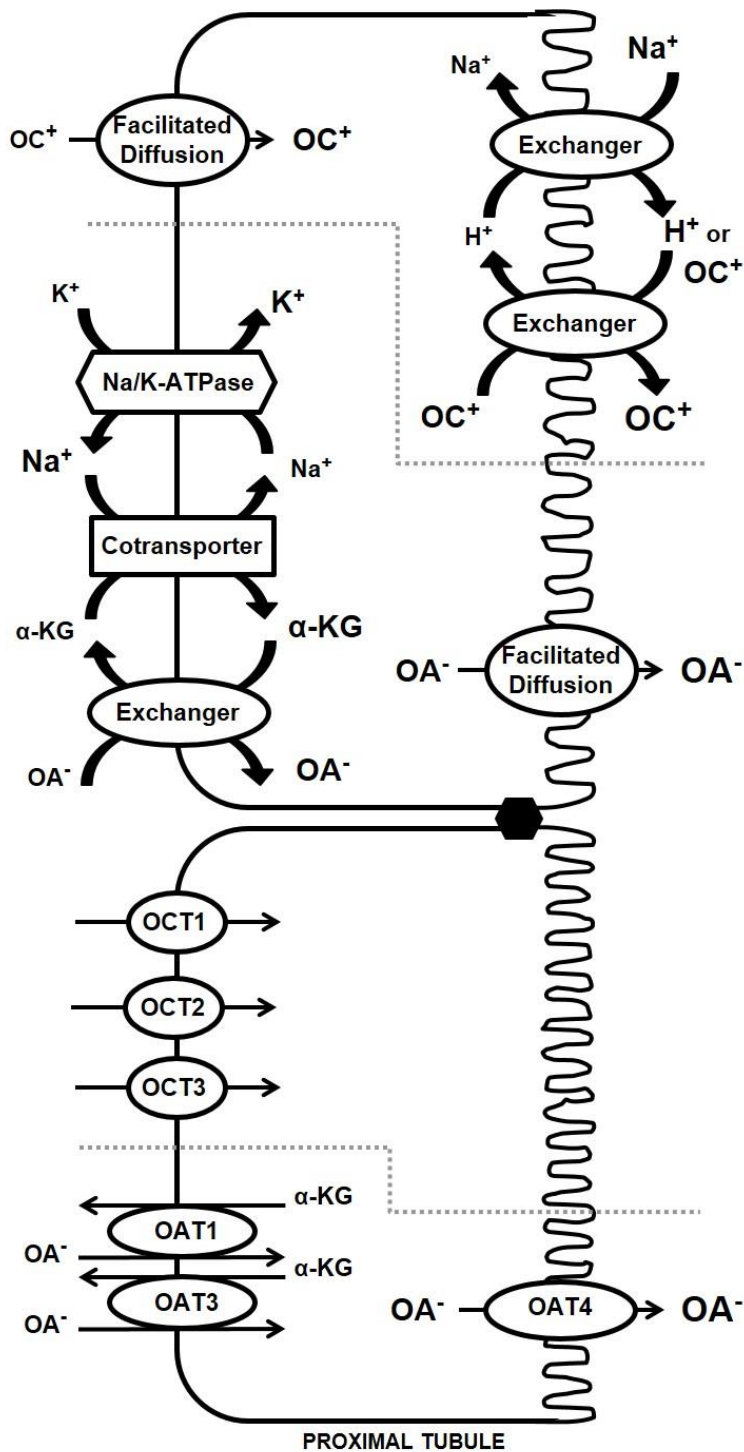 Na⁺
Na⁺
OC⁺
Facilitated
Diffusion
OC⁺
Exchanger
H⁺
H⁺ or
OC⁺
K⁺
K⁺
Exchanger
Na/K-ATPase
OC⁺
OC⁺
Na⁺
Na⁺
Cotransporter
α-KG
α-KG
OA⁻
Facilitated
Diffusion
OA⁻
Exchanger
OA⁻
OA⁻
OCT1
OCT2
OCT3
α-KG
OAT1
OA⁻
α-KG
OAT3
OA⁻
OA⁻
OAT4
OA⁻
PROXIMAL TUBULE